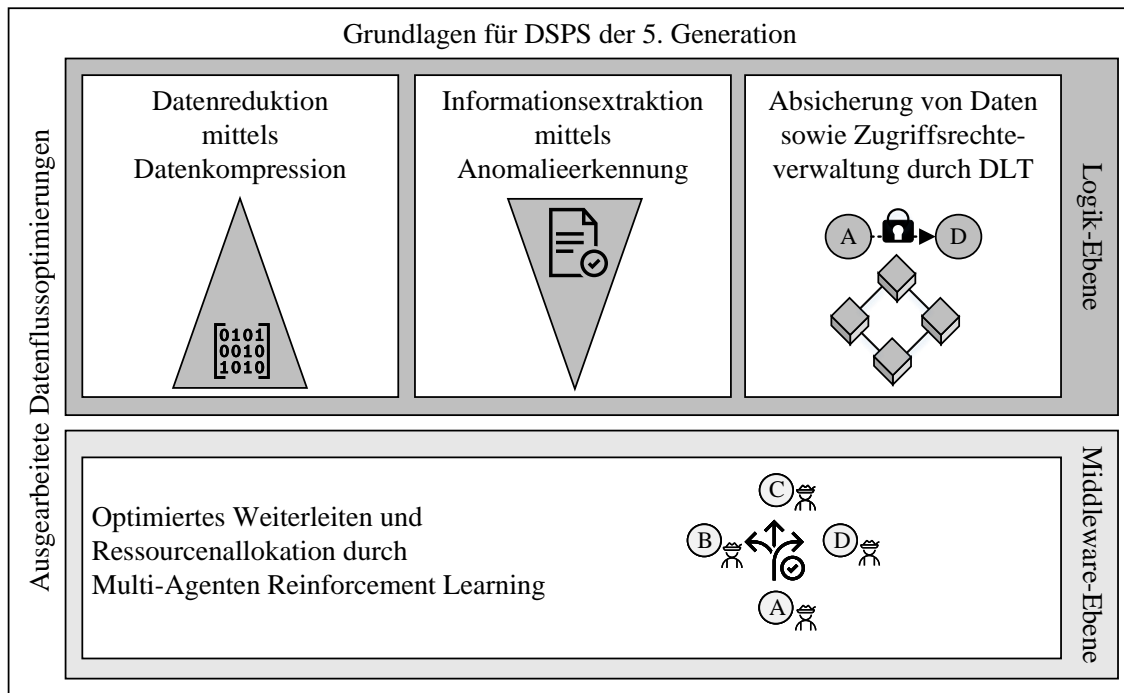 Grundlagen für DSPS der 5. Generation
Ausgearbeitete Datenflussoptimierungen
Datenreduktion
mittels
Datenkompression
0101
0010
1010
Informationsextraktion
mittels
Anomalieerkennung
Absicherung von Daten
sowie Zugriffsrechte-
verwaltung durch DLT
A
D
Logik-Ebene
Optimiertes Weiterleiten und
Ressourcenallokation durch
Multi-Agenten Reinforcement Learning
C
B
D
A
Middleware-Ebene